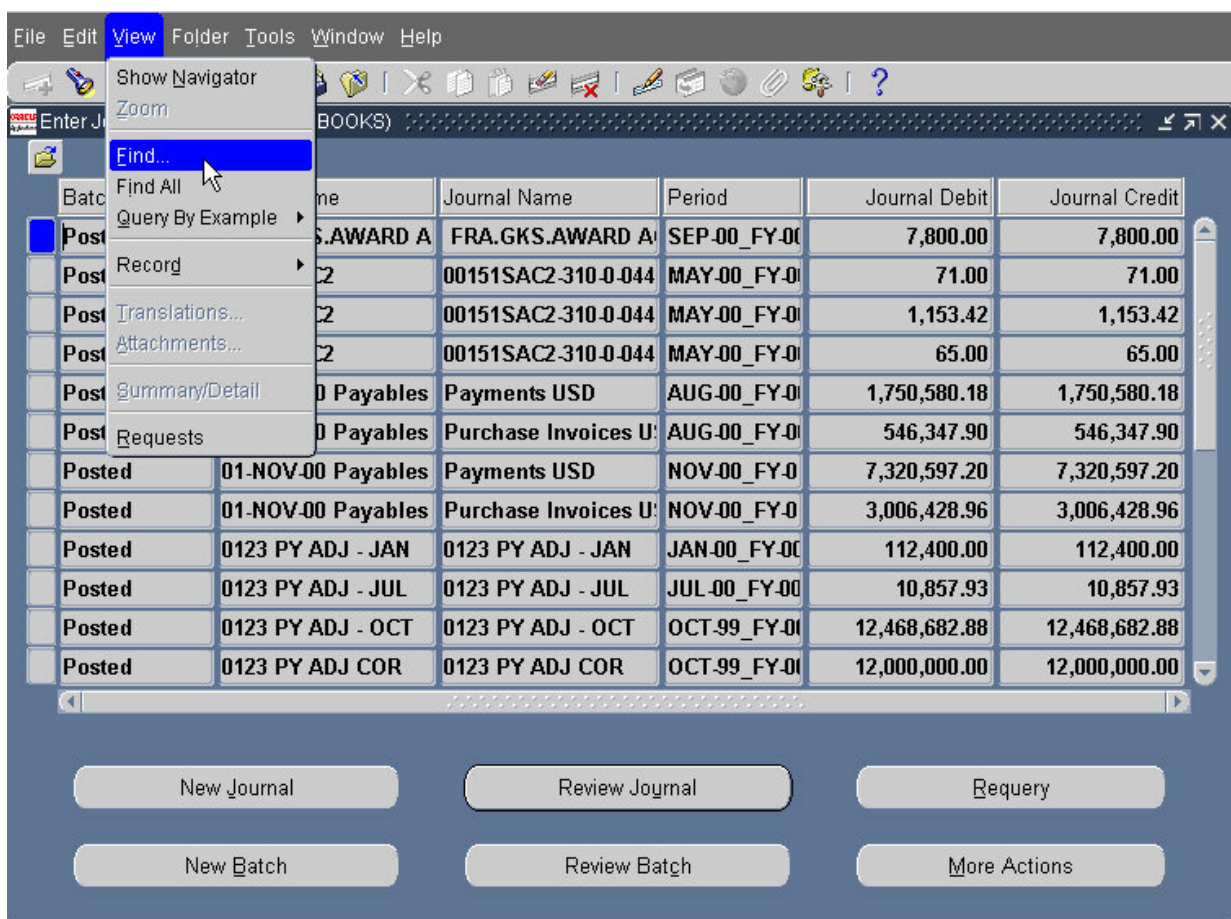 File Edit View Folder Tools Window Help
Show Navigator
Zoom
Find...
Find All
Query By Example
Record
Translations...
Attachments...
Summary/Detail
Requests
Enter J BOOKS)
Batc me Journal Name Period Journal Debit Journal Credit
Post S.AWARD A FRA.GKS.AWARD A SEP-00_FY-00 7,800.00 7,800.00
Post C2 00151SAC2-310-0-044 MAY-00_FY-0 71.00 71.00
Post C2 00151SAC2-310-0-044 MAY-00_FY-0 1,153.42 1,153.42
Post C2 00151SAC2-310-0-044 MAY-00_FY-0 65.00 65.00
Post 0 Payables Payments USD AUG-00_FY-0 1,750,580.18 1,750,580.18
Post 0 Payables Purchase Invoices U AUG-00_FY-0 546,347.90 546,347.90
Posted 01-NOV-00 Payables Payments USD NOV-00_FY-0 7,320,597.20 7,320,597.20
Posted 01-NOV-00 Payables Purchase Invoices U NOV-00_FY-0 3,006,428.96 3,006,428.96
Posted 0123 PY ADJ - JAN 0123 PY ADJ - JAN JAN-00_FY-00 112,400.00 112,400.00
Posted 0123 PY ADJ - JUL 0123 PY ADJ - JUL JUL-00_FY-00 10,857.93 10,857.93
Posted 0123 PY ADJ - OCT 0123 PY ADJ - OCT OCT-99_FY-0 12,468,682.88 12,468,682.88
Posted 0123 PY ADJ COR 0123 PY ADJ COR OCT-99_FY-0 12,000,000.00 12,000,000.00
New Journal Review Journal Requery
New Batch Review Batch More Actions